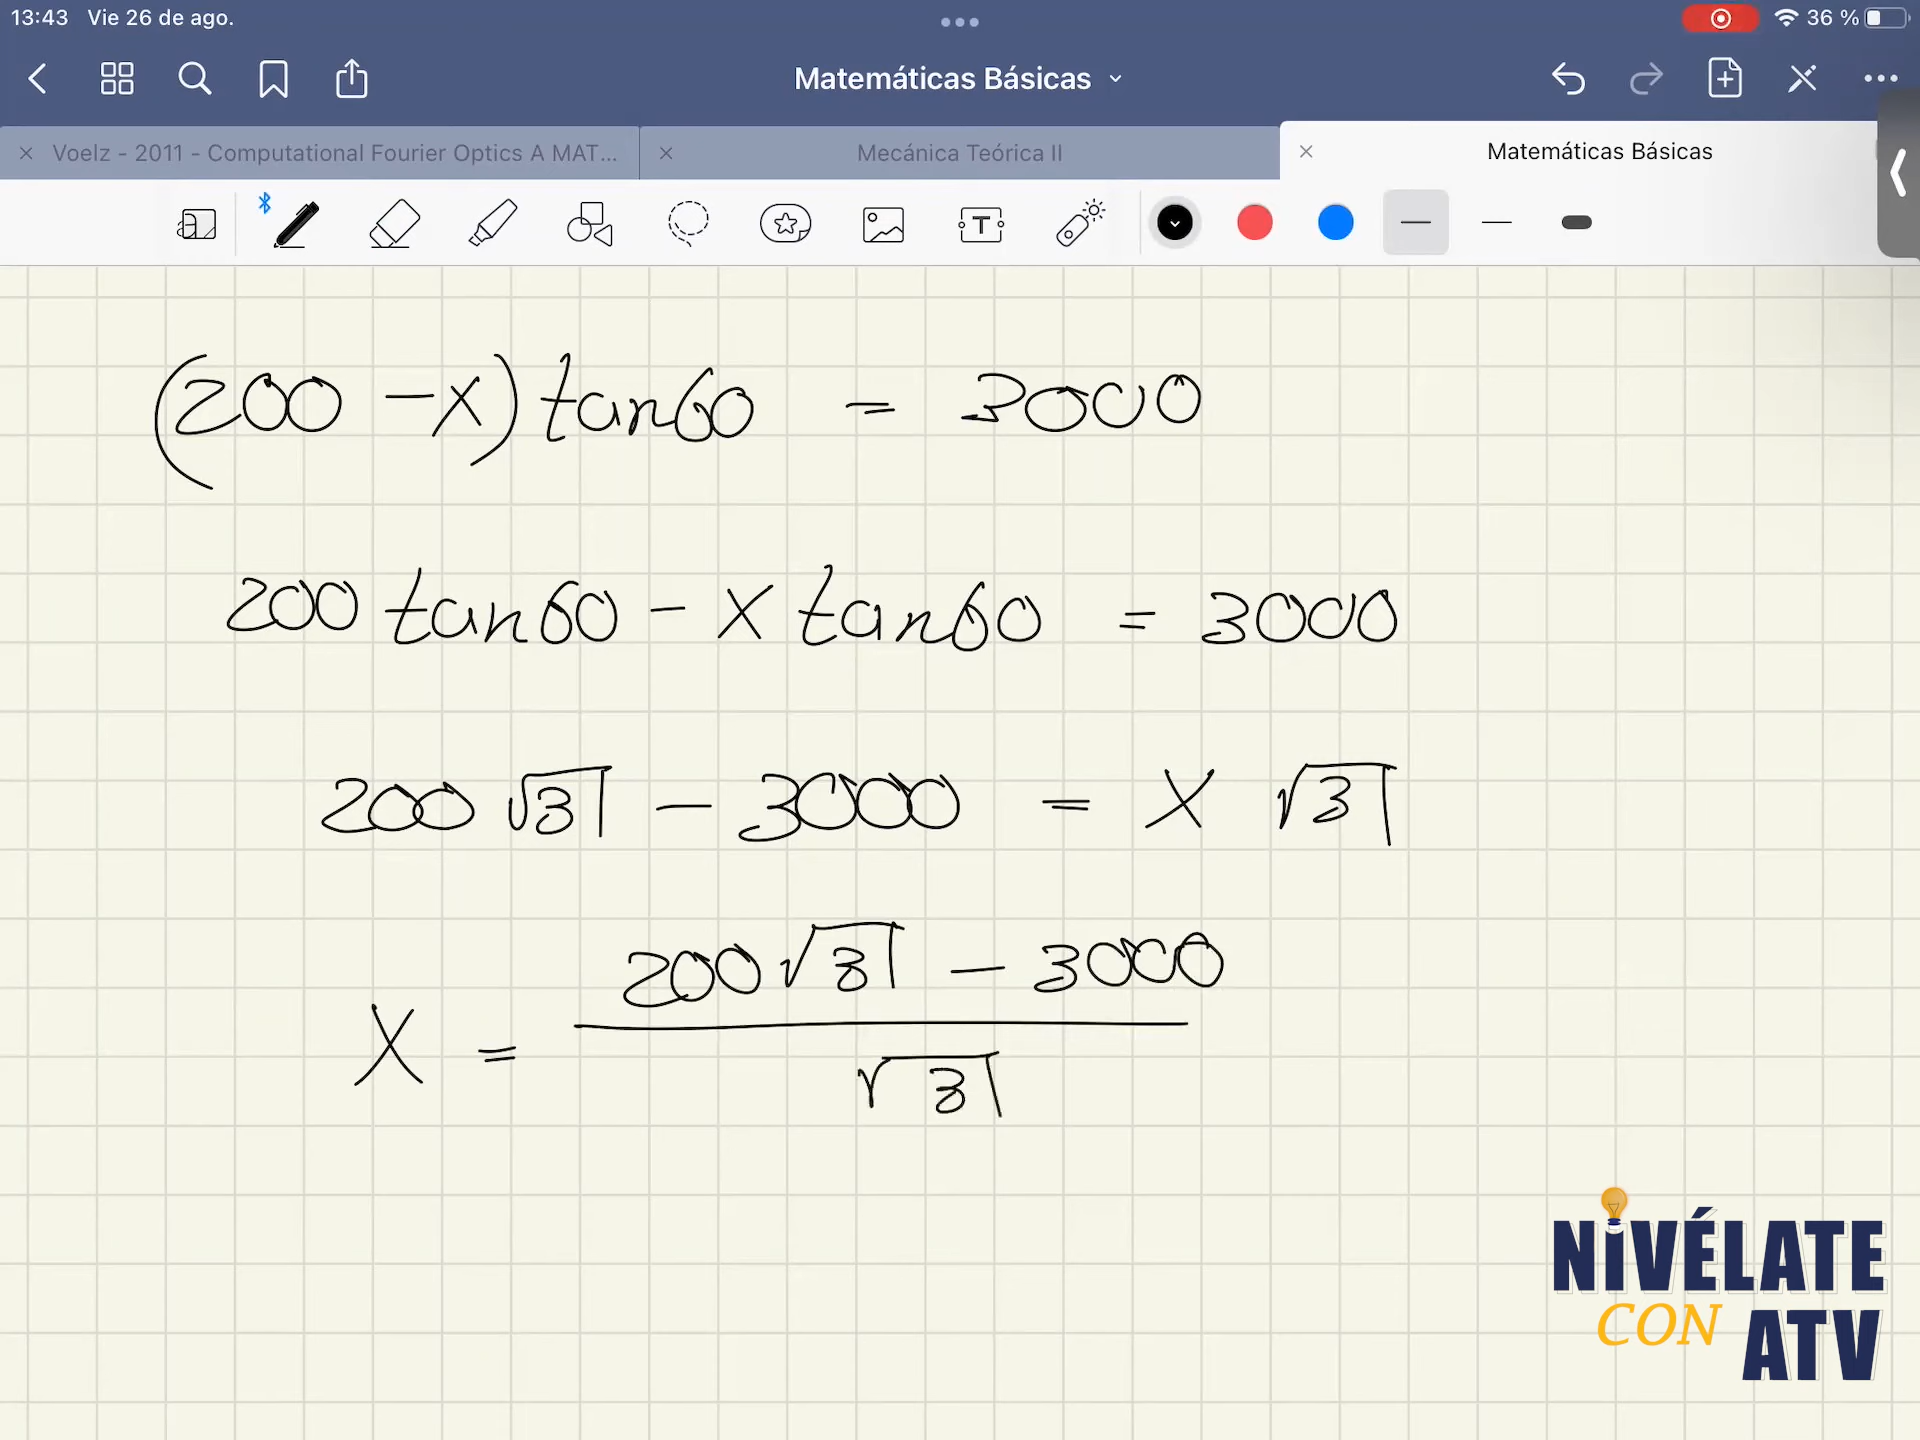 13:43 Vie 26 de ago.
36 %
Matemáticas Básicas
Voelz - 2011 - Computational Fourier Optics A MAT...
Mecánica Teórica II
Matemáticas Básicas
(200 - x) tan60 = 3000
200 tan60 - x tan60 = 3000
200 √3 - 3000 = x √3
x = 200√3 - 3000
√3
NIVÉLATE
CON
ATV